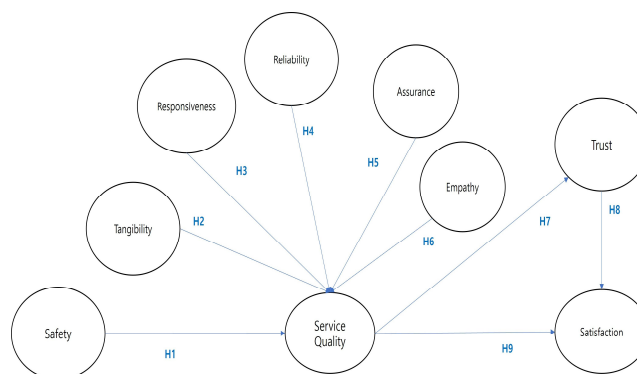 Reliability
Assurance
Responsiveness
H4
Trust
H5
H3
Empathy
H8
H2
H7
Tangibility
H6
Service
Quality
Safety
Satisfaction
H9
H1